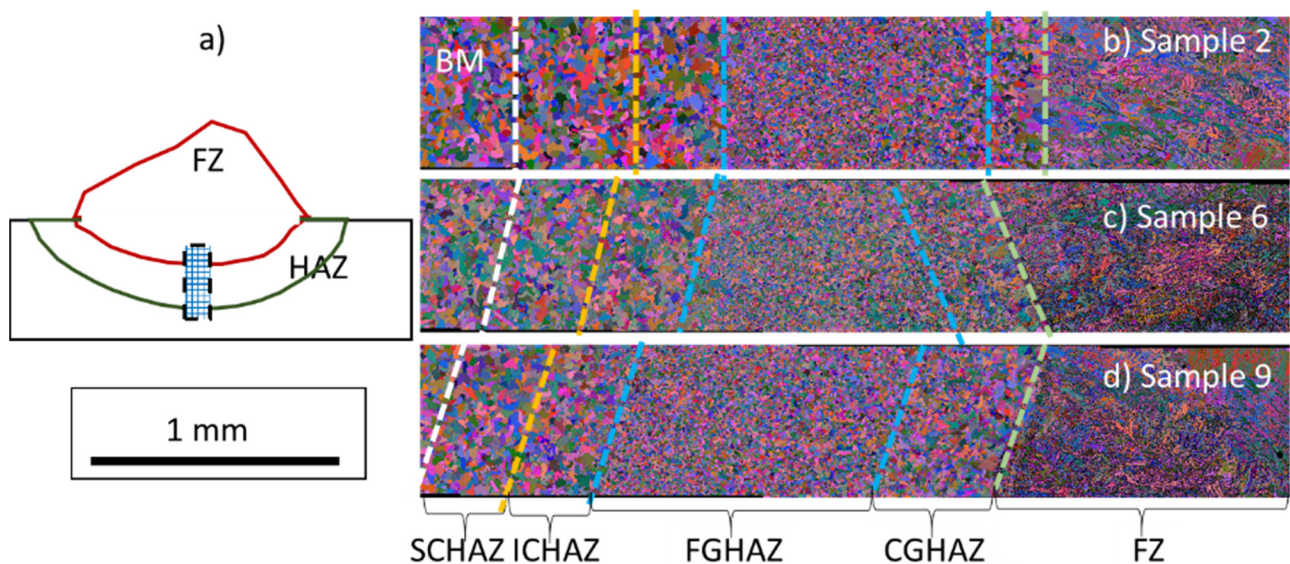 a)
FZ
HAZ
1 mm
BM
b) Sample 2
c) Sample 6
d) Sample 9
SCHAZ ICHAZ FGHAZ CGHAZ FZ